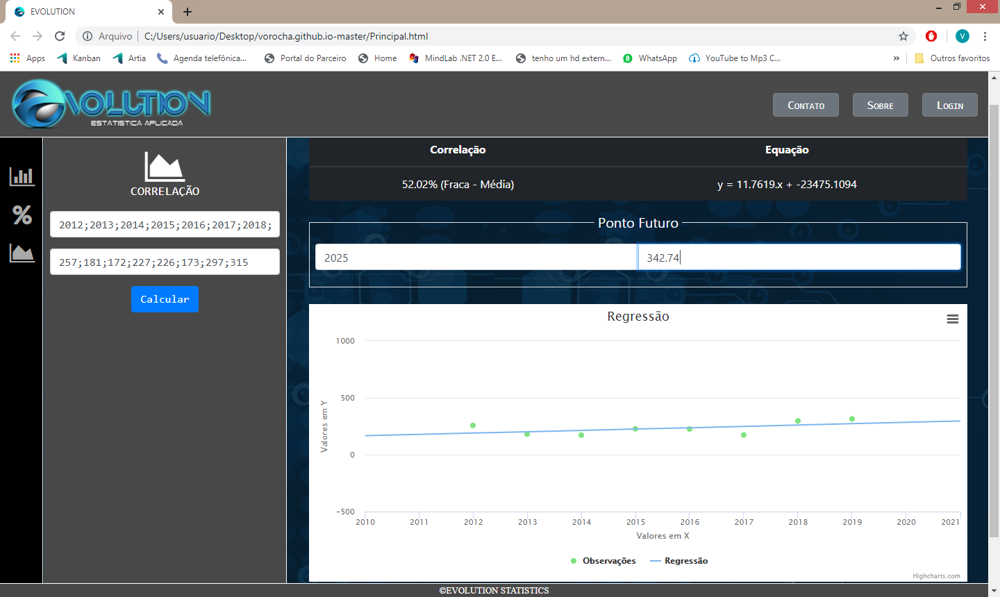 EVOLUTION
Arquivo C:/Users/usuario/Desktop/vorocha.github.io-master/Principal.html
V
Apps Kanban Artia Agenda telefônica... Portal do Parceiro Home MindLab .NET 2.0 E... tenho um hd extern... 8 WhatsApp YouTube to Mp3 C... » Outros favoritos
EVOLUTION
ESTATISTICA APLICADA
Contato Sobre Login
Correlação Equação
52.02% (Fraca - Média) y = 11.7619.x + -23475.1094
CORRELAÇÃO
2012;2013;2014;2015;2016;2017;2018;
257;181;172;227;226;173;297;315
Calcular
%
Ponto Futuro
2025 342.74
Regressão
1000
500
0
-500
Valores em Y
2010 2011 2012 2013 2014 2015 2016 2017 2018 2019 2020 2021
Valores em X
Observações Regressão
Highcharts.com
©EVOLUTION STATISTICS